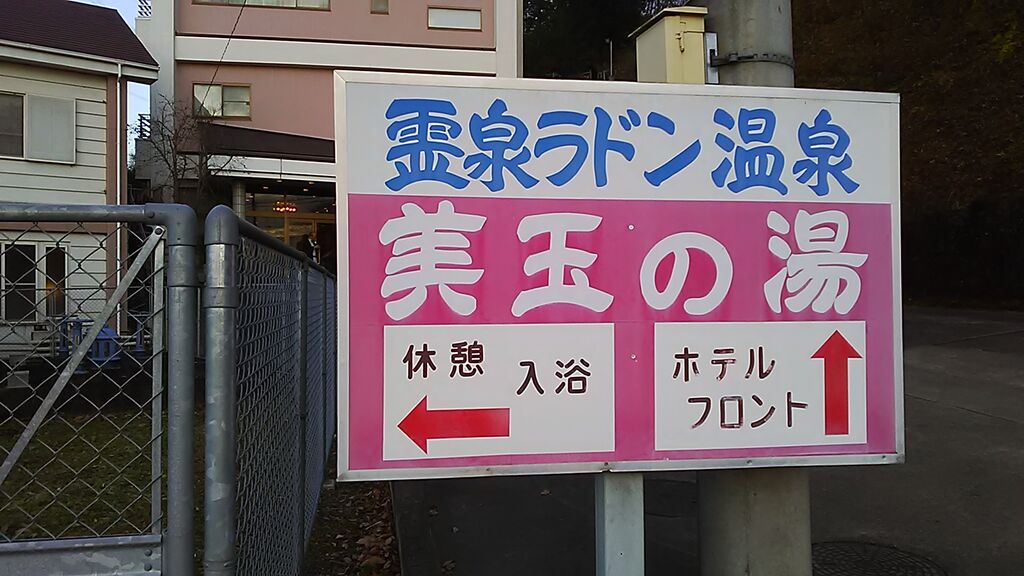 霊泉ラドン温泉
美玉の湯
休憩 入浴
ホテル
フロント